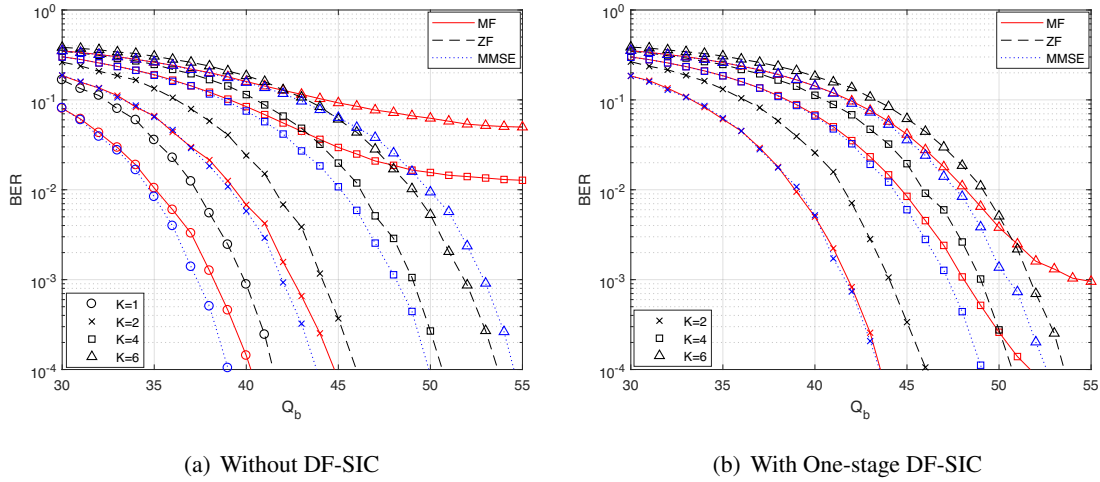 10^0
10^-1
10^-2
10^-3
10^-4
BER
30 35 40 45 50 55
Q_b
MF
ZF
MMSE
K=1
K=2
K=4
K=6
(a) Without DF-SIC
10^0
10^-1
10^-2
10^-3
10^-4
BER
30 35 40 45 50 55
Q_b
MF
ZF
MMSE
K=2
K=4
K=6
(b) With One-stage DF-SIC